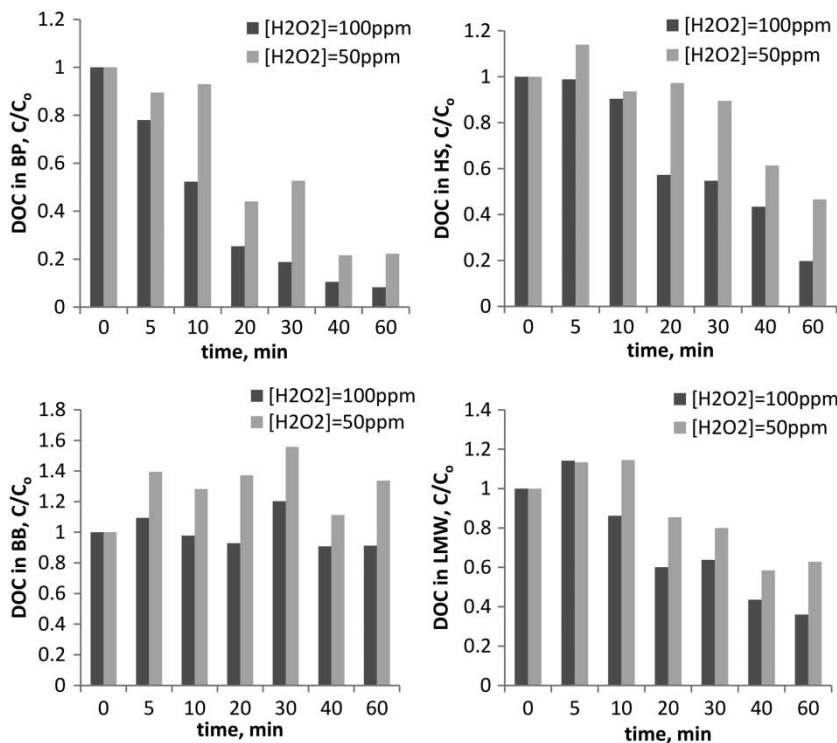 [H2O2]=100ppm
[H2O2]=50ppm
DOC in BP, C/Cₒ
1.2
1
0.8
0.6
0.4
0.2
0
0 5 10 20 30 40 60
time, min
[H2O2]=100ppm
[H2O2]=50ppm
DOC in HS, C/Cₒ
1.2
1
0.8
0.6
0.4
0.2
0
0 5 10 20 30 40 60
time, min
[H2O2]=100ppm
[H2O2]=50ppm
DOC in BB, C/Cₒ
1.8
1.6
1.4
1.2
1
0.8
0.6
0.4
0.2
0
0 5 10 20 30 40 60
time, min
[H2O2]=100ppm
[H2O2]=50ppm
DOC in LMW, C/Cₒ
1.4
1.2
1
0.8
0.6
0.4
0.2
0
0 5 10 20 30 40 60
time, min